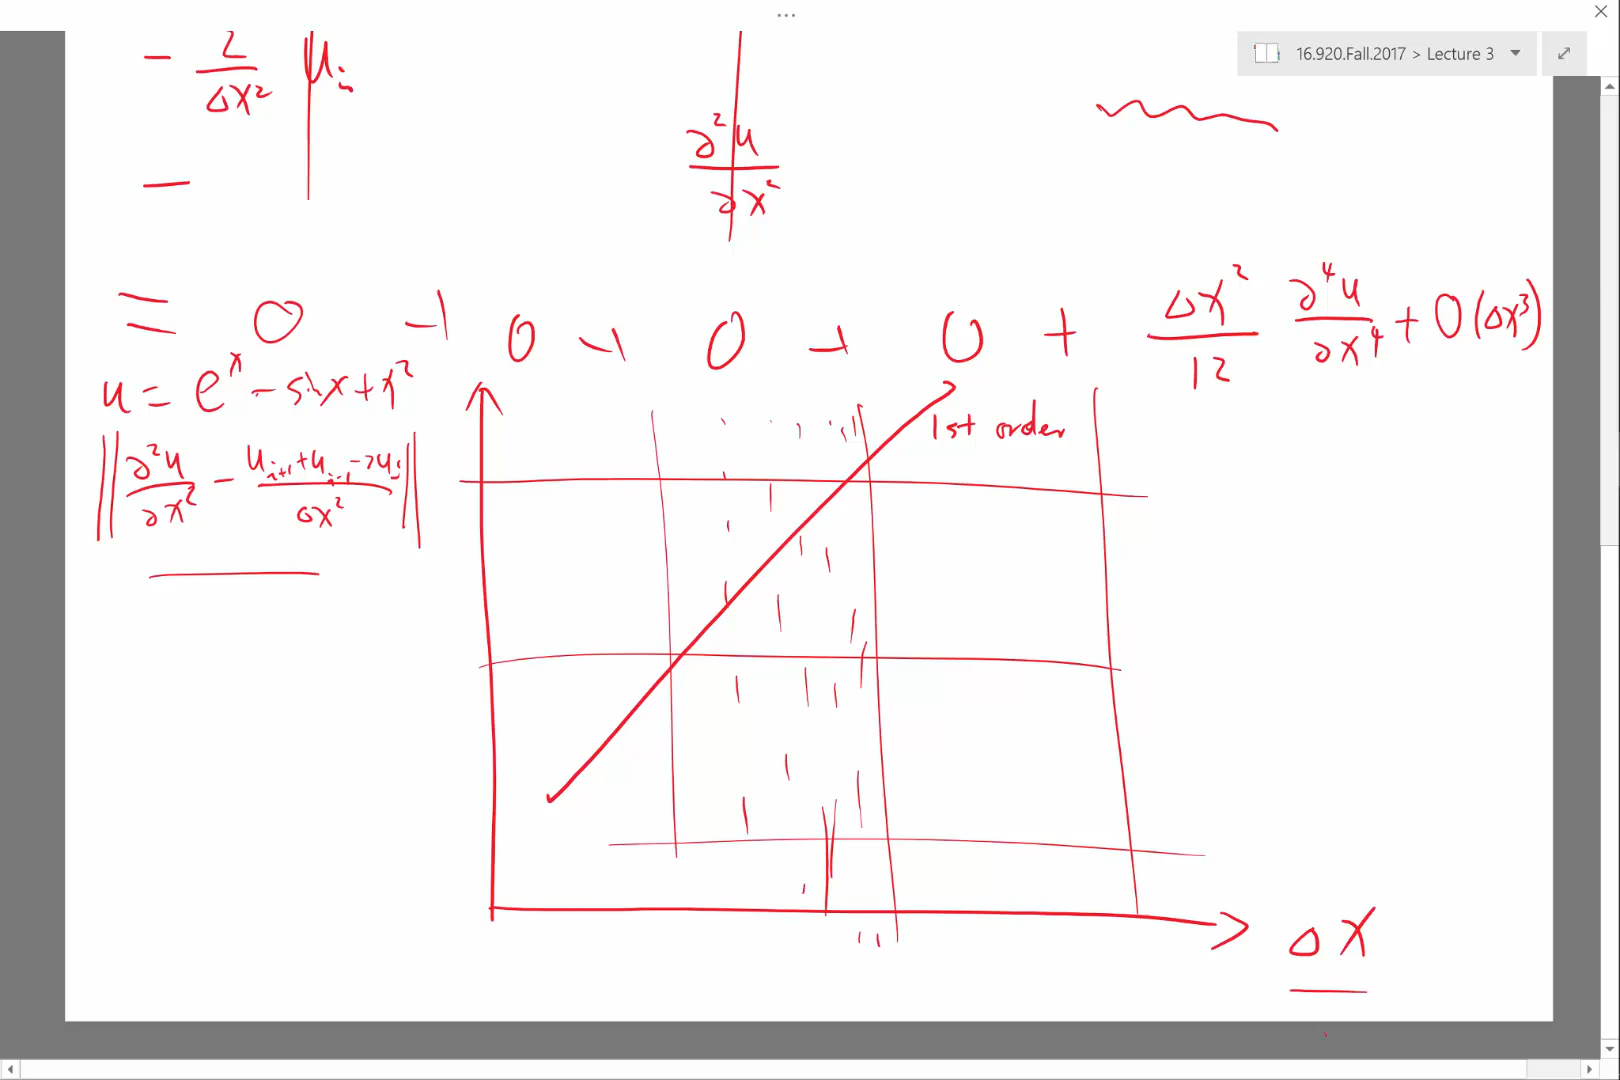 16.920.Fall.2017 > Lecture 3
- 2/Δx² u_i
∂²u/∂x²
-
= 0 + 0 + 0 + 0 + Δx²/12 ∂⁴u/∂x⁴ + O(Δx³)
u = e^x - sin x + x²
1st order
‖∂²u/∂x² - (u_{i+1} + u_{i-1} - 2u_i)/Δx²‖
Δx